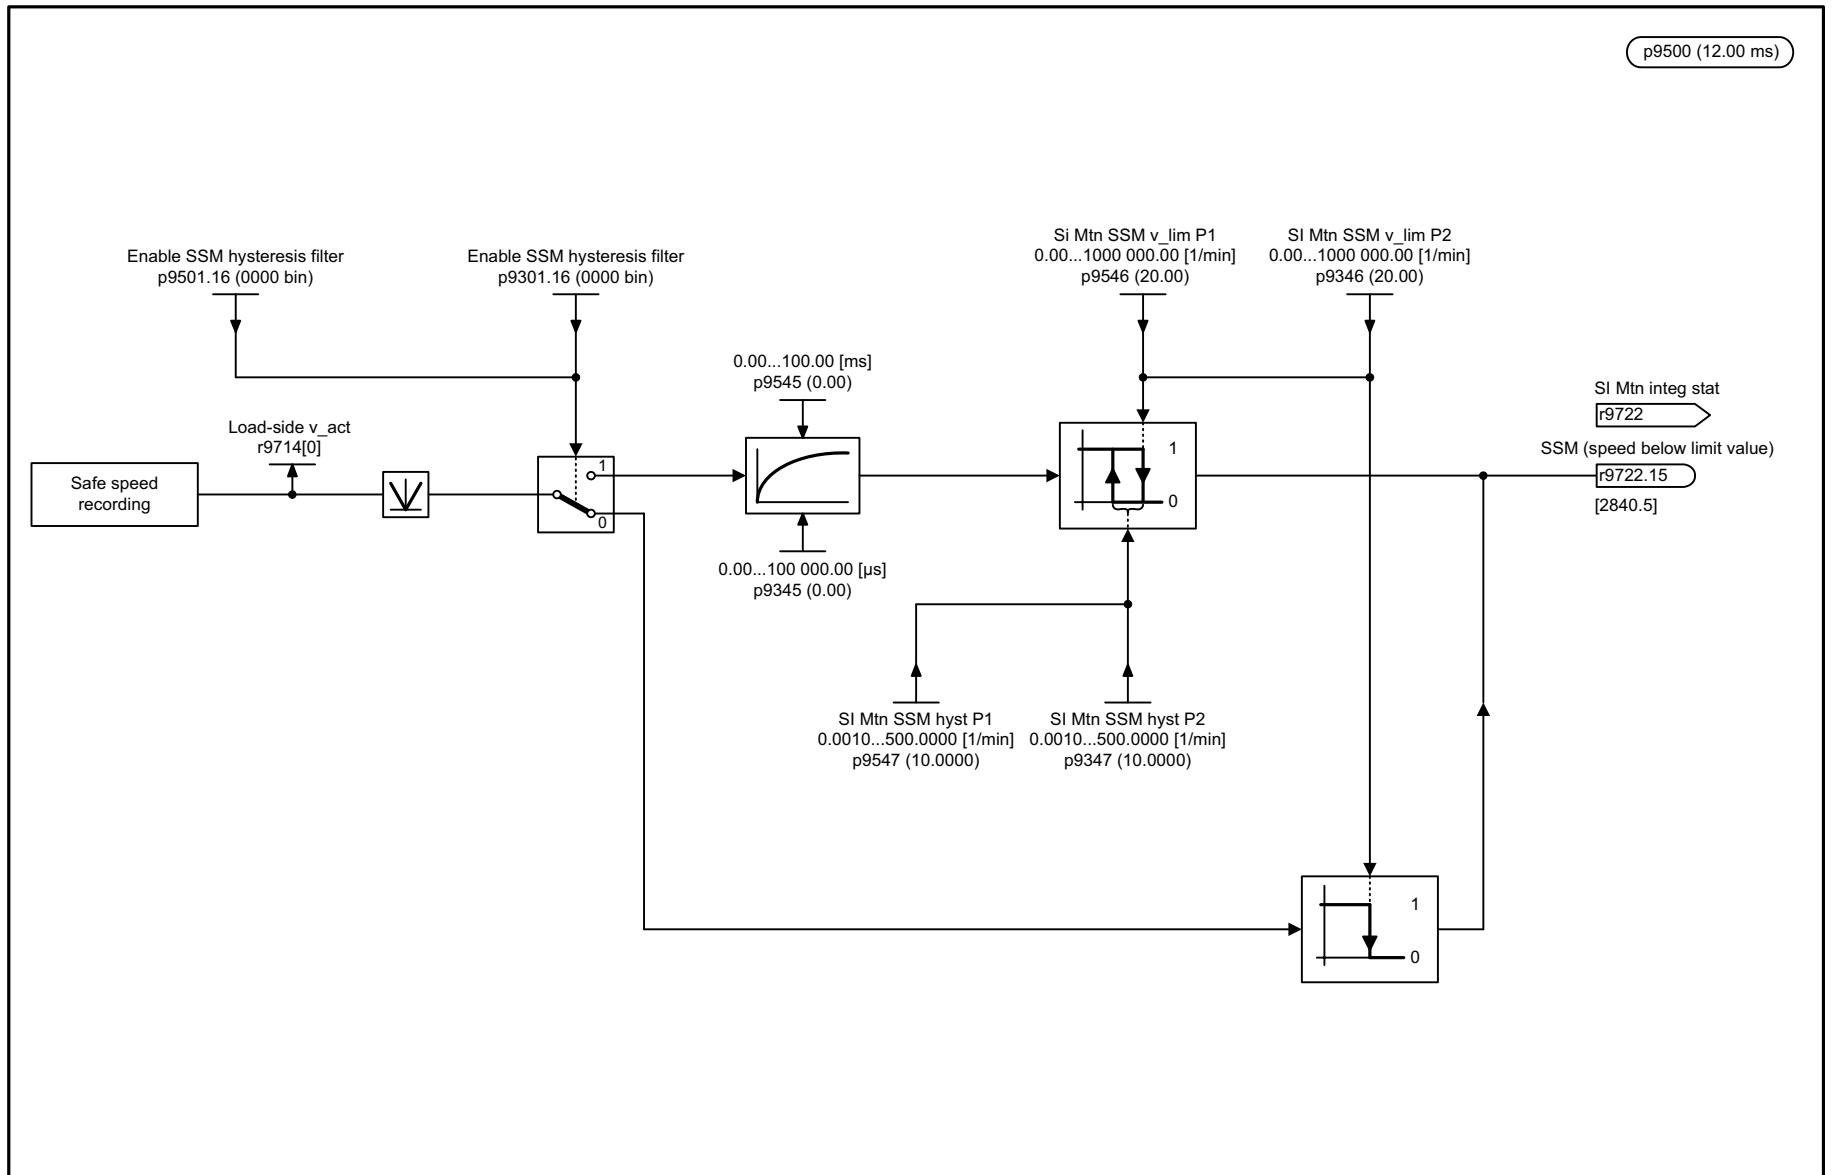 p9500 (12.00 ms)
Enable SSM hysteresis filter
p9501.16 (0000 bin)
Enable SSM hysteresis filter
p9301.16 (0000 bin)
Si Mtn SSM v_lim P1
0.00...1000 000.00 [1/min]
p9546 (20.00)
SI Mtn SSM v_lim P2
0.00...1000 000.00 [1/min]
p9346 (20.00)
0.00...100.00 [ms]
p9545 (0.00)
SI Mtn integ stat
r9722
Load-side v_act
r9714[0]
SSM (speed below limit value)
r9722.15
[2840.5]
Safe speed
recording
1
0
1
0
0.00...100 000.00 [µs]
p9345 (0.00)
SI Mtn SSM hyst P1
0.0010...500.0000 [1/min]
p9547 (10.0000)
SI Mtn SSM hyst P2
0.0010...500.0000 [1/min]
p9347 (10.0000)
1
0